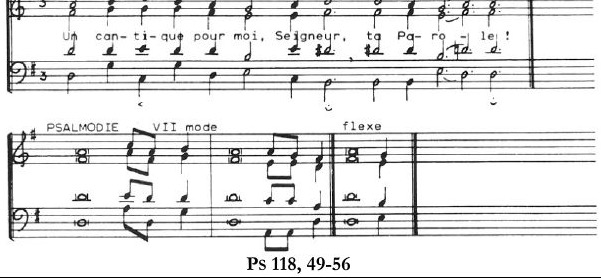 Un can-ti-que pour moi, Seigneur, ta Pa-ro-le!
PSALMODIE VII mode flexe
Ps 118, 49-56